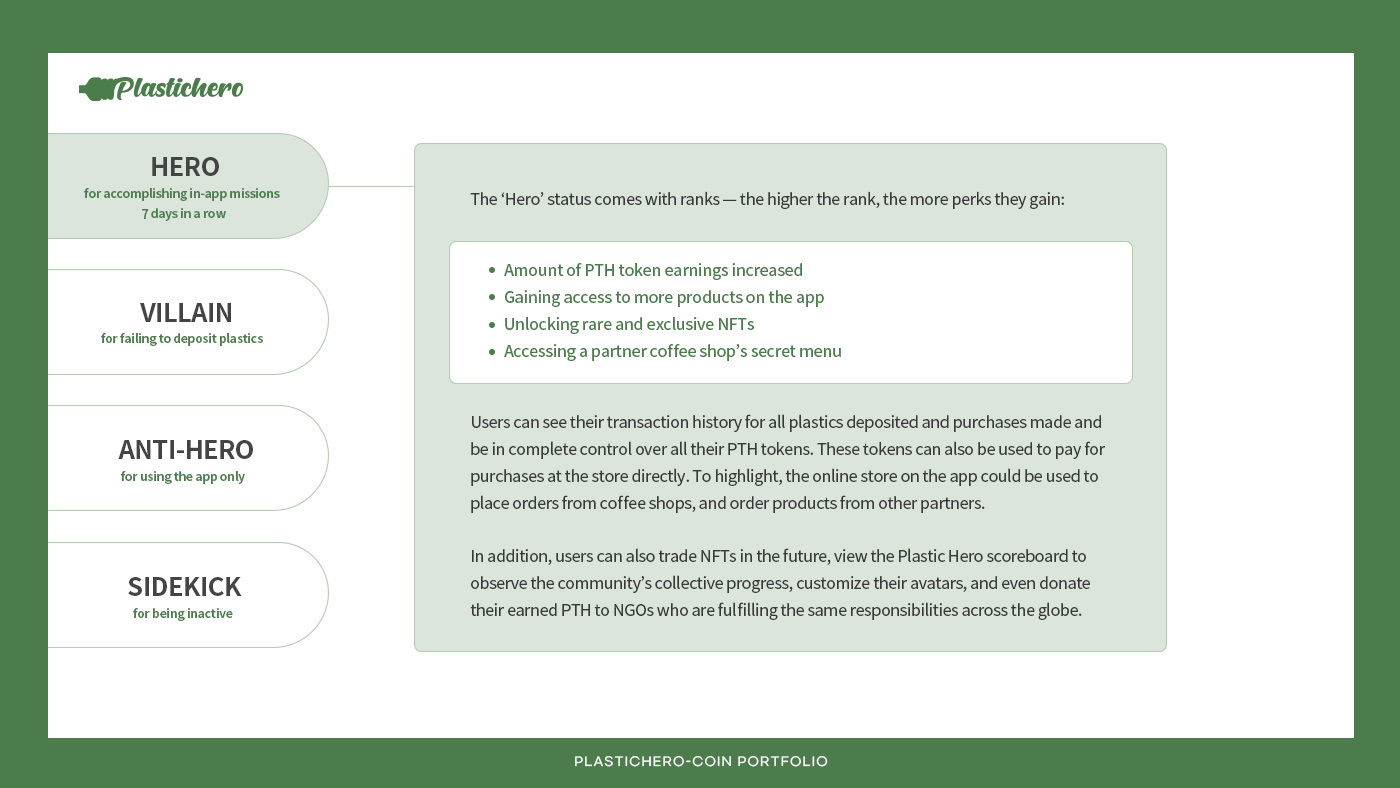 Plastichero
HERO
for accomplishing in-app missions
7 days in a row
VILLAIN
for failing to deposit plastics
ANTI-HERO
for using the app only
SIDEKICK
for being inactive
The ‘Hero’ status comes with ranks — the higher the rank, the more perks they gain:
• Amount of PTH token earnings increased
• Gaining access to more products on the app
• Unlocking rare and exclusive NFTs
• Accessing a partner coffee shop’s secret menu
Users can see their transaction history for all plastics deposited and purchases made and
be in complete control over all their PTH tokens. These tokens can also be used to pay for
purchases at the store directly. To highlight, the online store on the app could be used to
place orders from coffee shops, and order products from other partners.
In addition, users can also trade NFTs in the future, view the Plastic Hero scoreboard to
observe the community’s collective progress, customize their avatars, and even donate
their earned PTH to NGOs who are fulfilling the same responsibilities across the globe.
PLASTICHERO-COIN PORTFOLIO